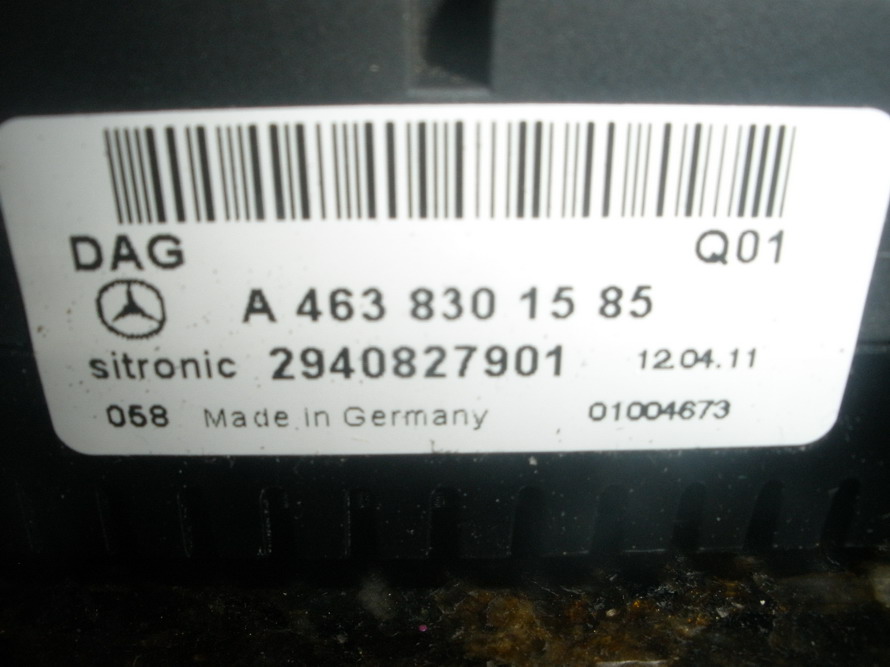 DAG Q01
A 463 830 15 85
sitronic 2940827901 12.04.11
058 Made in Germany 01004673